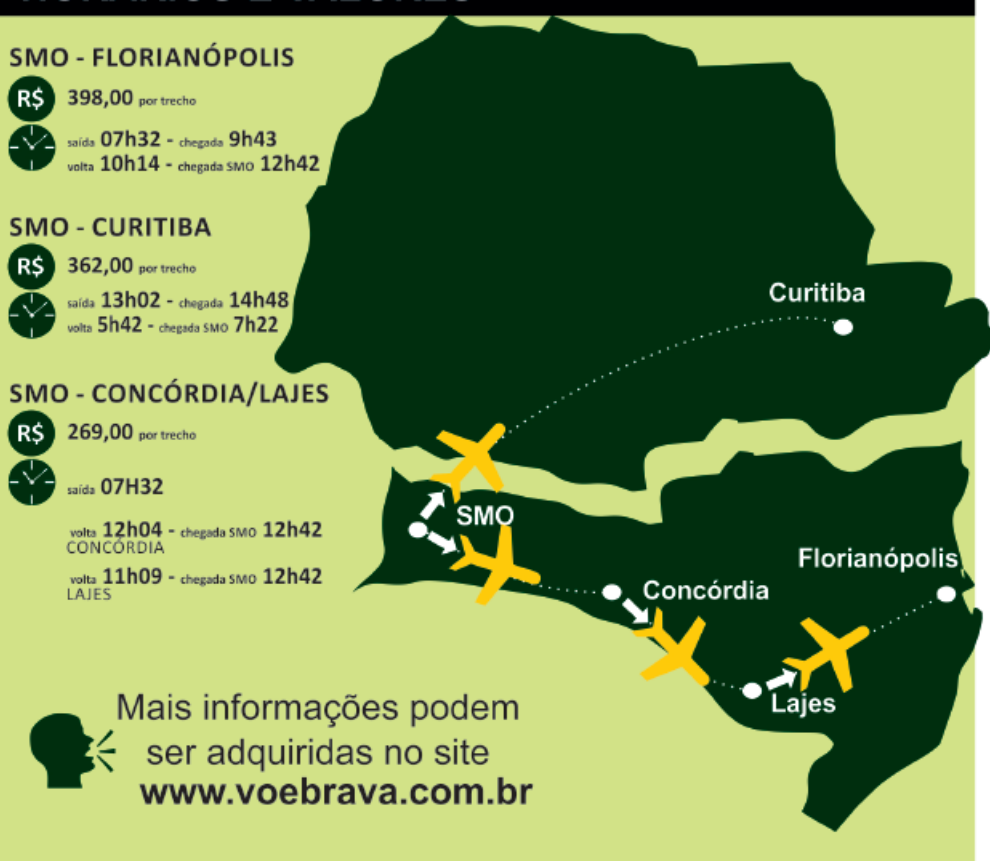 HORÁRIOS E VALORES
SMO - FLORIANÓPOLIS
R$ 398,00 por trecho
saída 07h32 - chegada 9h43
volta 10h14 - chegada SMO 12h42
SMO - CURITIBA
R$ 362,00 por trecho
saída 13h02 - chegada 14h48
volta 5h42 - chegada SMO 7h22
SMO - CONCÓRDIA/LAJES
R$ 269,00 por trecho
saída 07H32
volta 12h04 - chegada SMO 12h42
CONCÓRDIA
volta 11h09 - chegada SMO 12h42
LAJES
Curitiba
SMO
Florianópolis
Concórdia
Lajes
Mais informações podem
ser adquiridas no site
www.voebrava.com.br